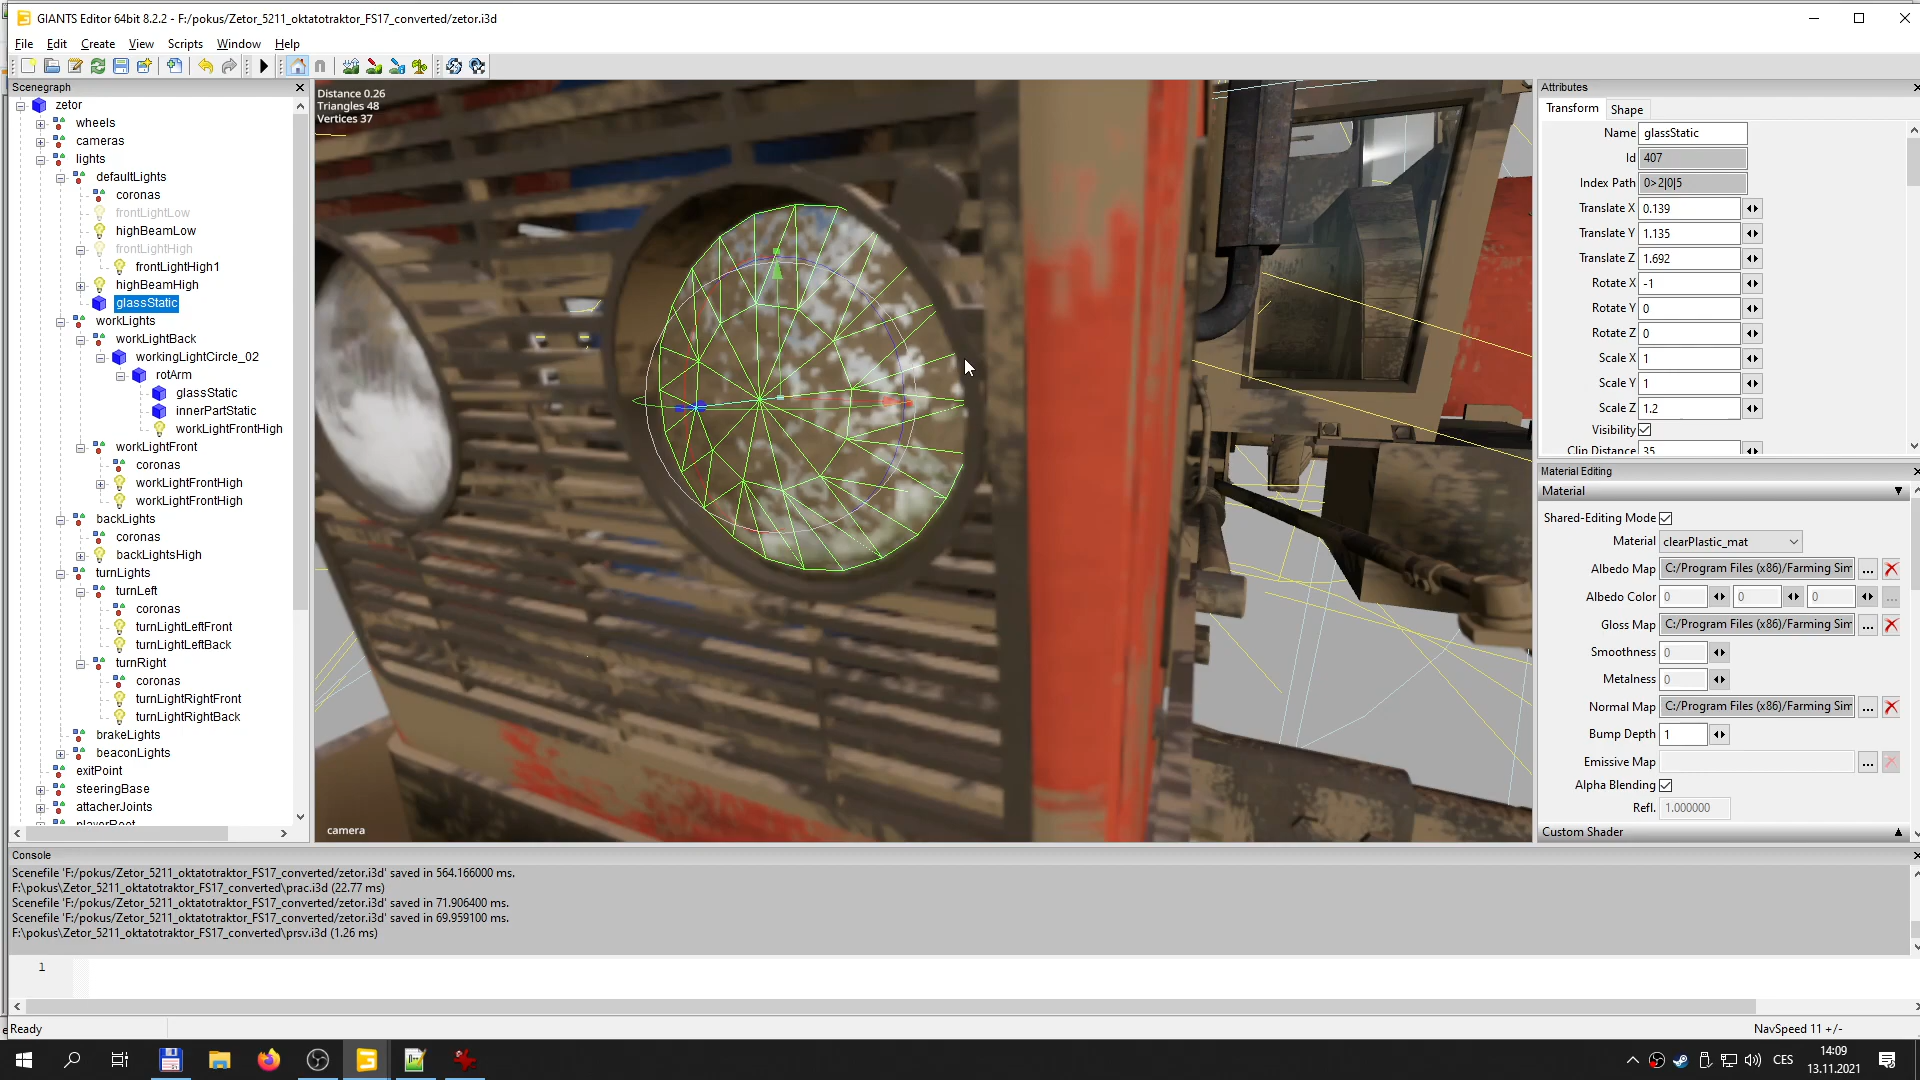 GIANTS Editor 64bit 8.2.2 - F:/pokus/Zetor_5211_oktatotraktor_FS17_converted/zetor.i3d
File Edit Create View Scripts Window Help
Scenegraph
zetor
wheels
cameras
lights
defaultLights
coronas
frontLightLow
highBeamLow
frontLightHigh
frontLightHigh1
highBeamHigh
glassStatic
workLights
workLightBack
workingLightCircle_02
rotArm
glassStatic
innerPartStatic
workLightFrontHigh
workLightFront
coronas
workLightFrontHigh
workLightFrontHigh
backLights
coronas
backLightsHigh
turnLights
turnLeft
coronas
turnLightLeftFront
turnLightLeftBack
turnRight
coronas
turnLightRightFront
turnLightRightBack
brakeLights
beaconLights
exitPoint
steeringBase
attacherJoints
playerRoot
Distance 0.26
Triangles 48
Vertices 37
camera
Attributes
Transform Shape
Name glassStatic
Id 407
Index Path 0>2|0|5
Translate X 0.139
Translate Y 1.135
Translate Z 1.692
Rotate X -1
Rotate Y 0
Rotate Z 0
Scale X 1
Scale Y 1
Scale Z 1.2
Visibility
Clip Distance 35
Material Editing
Material
Shared-Editing Mode
Material clearPlastic_mat
Albedo Map C:/Program Files (x86)/Farming Sim ...
Albedo Color 0 0 0 ...
Gloss Map C:/Program Files (x86)/Farming Sim ...
Smoothness 0
Metalness 0
Normal Map C:/Program Files (x86)/Farming Sim ...
Bump Depth 1
Emissive Map ...
Alpha Blending
Refl. 1.000000
Custom Shader
Console
Scenefile 'F:/pokus/Zetor_5211_oktatotraktor_FS17_converted/zetor.i3d' saved in 564.166000 ms.
F:\pokus\Zetor_5211_oktatotraktor_FS17_converted\prac.i3d (22.77 ms)
Scenefile 'F:/pokus/Zetor_5211_oktatotraktor_FS17_converted/zetor.i3d' saved in 71.906400 ms.
Scenefile 'F:/pokus/Zetor_5211_oktatotraktor_FS17_converted/zetor.i3d' saved in 69.959100 ms.
F:\pokus\Zetor_5211_oktatotraktor_FS17_converted\prsv.i3d (1.26 ms)
1
Ready
NavSpeed 11 +/-
CES
14:09
13.11.2021